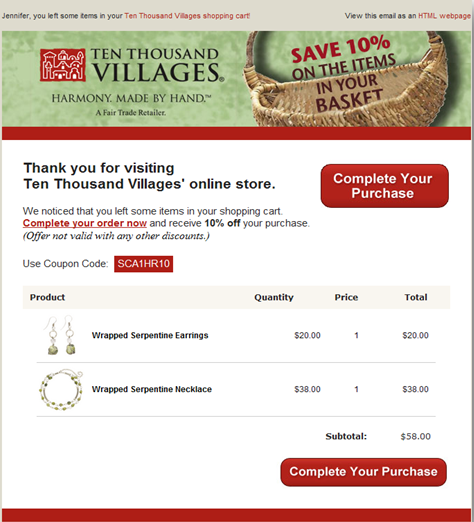 Jennifer, you left some items in your Ten Thousand Villages shopping cart!
View this email as an HTML webpage
TEN THOUSAND
VILLAGES®
HARMONY. MADE BY HAND.™
A Fair Trade Retailer.
SAVE 10%
ON THE ITEMS
IN YOUR
BASKET
Thank you for visiting
Ten Thousand Villages' online store.
Complete Your
Purchase
We noticed that you left some items in your shopping cart.
Complete your order now and receive 10% off your purchase.
(Offer not valid with any other discounts.)
Use Coupon Code: SCA1HR10
Product Quantity Price Total
Wrapped Serpentine Earrings $20.00 1 $20.00
Wrapped Serpentine Necklace $38.00 1 $38.00
Subtotal: $58.00
Complete Your Purchase